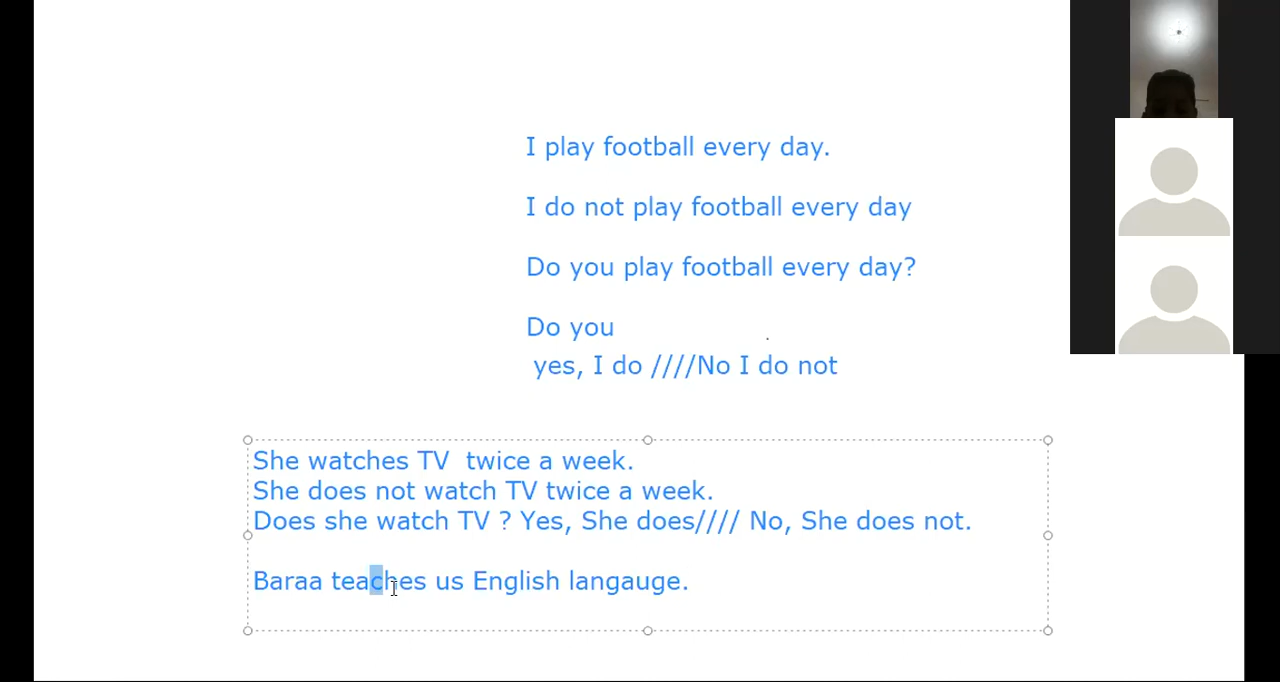 I play football every day.
I do not play football every day
Do you play football every day?
Do you
yes, I do ////No I do not
She watches TV  twice a week.
She does not watch TV twice a week.
Does she watch TV ? Yes, She does//// No, She does not.
Baraa teaches us English langauge.